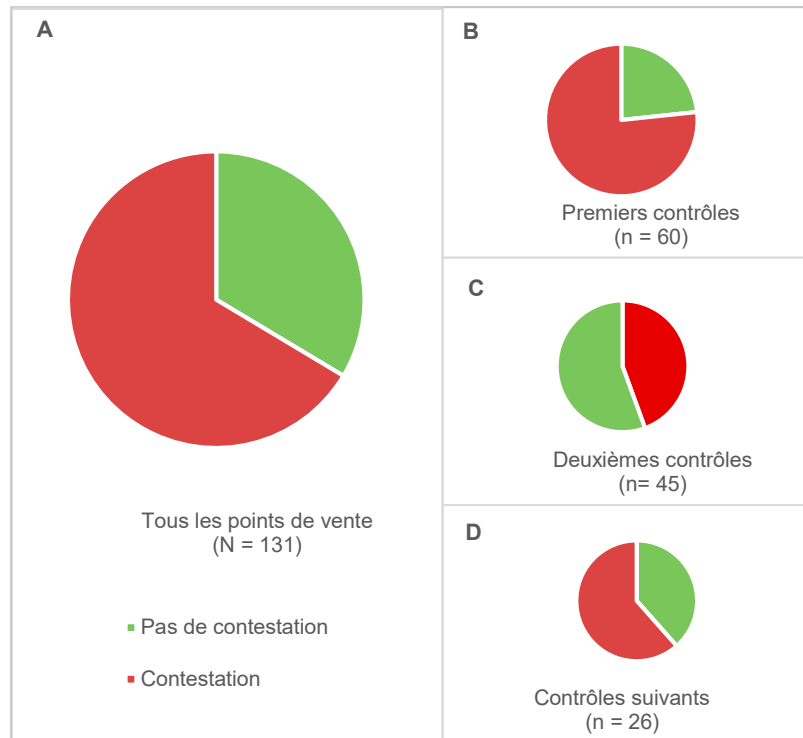 A
Tous les points de vente
(N = 131)
Pas de contestation
Contestation
B
Premiers contrôles
(n = 60)
C
Deuxièmes contrôles
(n= 45)
D
Contrôles suivants
(n = 26)